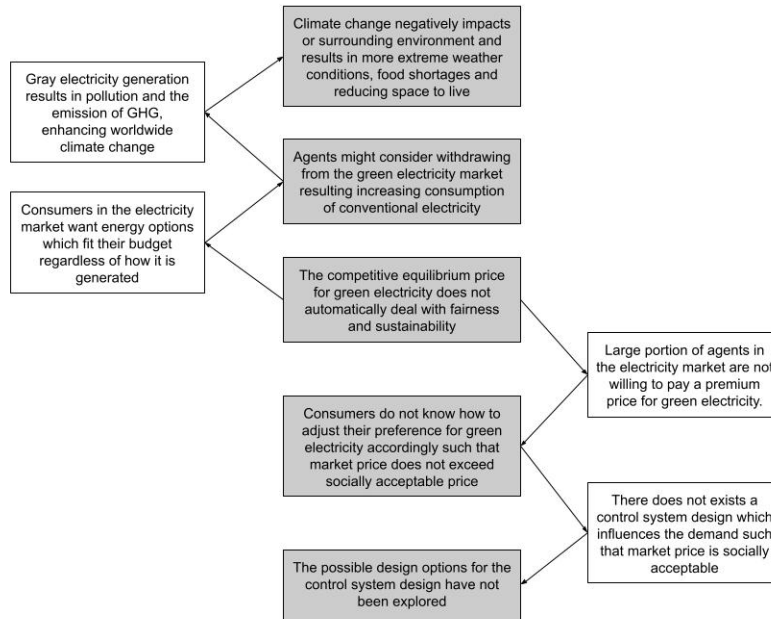 Climate change negatively impacts
or surrounding environment and
results in more extreme weather
conditions, food shortages and
reducing space to live
Gray electricity generation
results in pollution and the
emission of GHG,
enhancing worldwide
climate change
Agents might consider withdrawing
from the green electricity market
resulting increasing consumption
of conventional electricity
Consumers in the electricity
market want energy options
which fit their budget
regardless of how it is
generated
The competitive equilibrium price
for green electricity does not
automatically deal with fairness
and sustainability
Large portion of agents in
the electricity market are not
willing to pay a premium
price for green electricity.
Consumers do not know how to
adjust their preference for green
electricity accordingly such that
market price does not exceed
socially acceptable price
There does not exists a
control system design which
influences the demand such
that market price is socially
acceptable
The possible design options for the
control system design have not
been explored